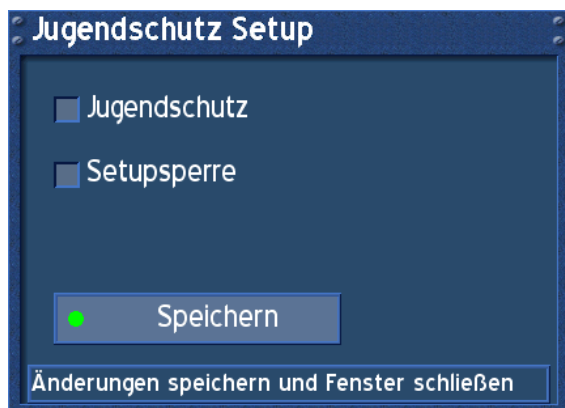 Jugendschutz Setup
Jugendschutz
Setupsperre
Speichern
Änderungen speichern und Fenster schließen